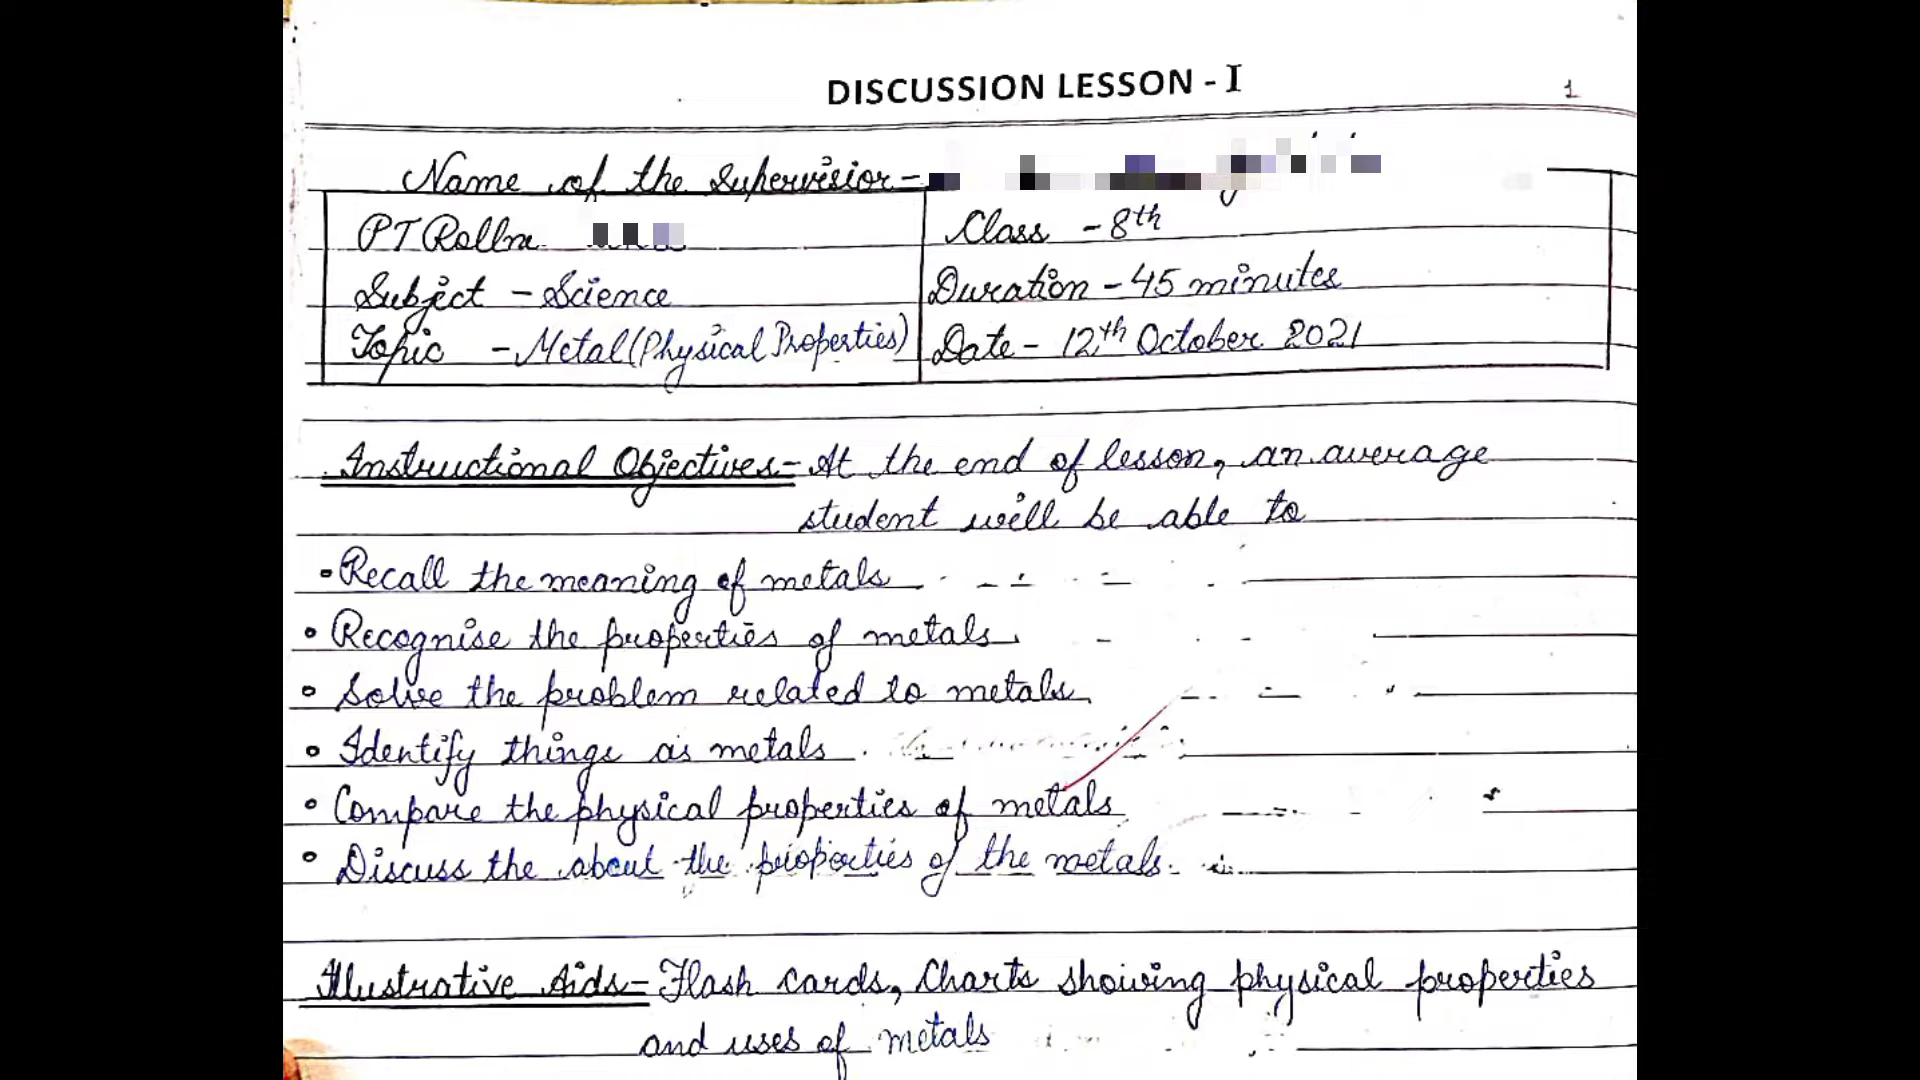 DISCUSSION LESSON - I
1
Name of the Supervisior-
PT Rolln
Class - 8th
Subject - Science
Duration - 45 minutes
Topic - Metal (Physical Properties)
Date - 12th October 2021
Instructional Objectives- At the end of lesson, an average
student will be able to
• Recall the meaning of metals
• Recognise the properties of metals.
• Solve the problem related to metals.
• Identify things as metals.
• Compare the physical properties of metals
• Discuss the about the properties of the metals.
Illustrative Aids- Flash cards, Charts showing physical properties
and uses of metals